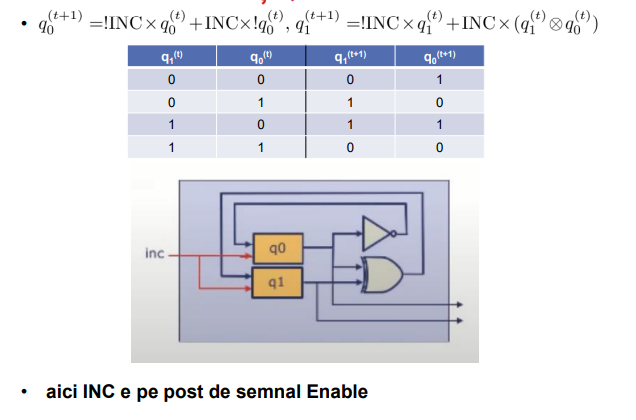 • q₀^(t+1) =!INC×q₀^(t)+INC×!q₀^(t), q₁^(t+1) =!INC×q₁^(t)+INC×(q₁^(t)⊗q₀^(t))
q₁^(t) q₀^(t) q₁^(t+1) q₀^(t+1)
0 0 0 1
0 1 1 0
1 0 1 1
1 1 0 0
inc
q0
q1
• aici INC e pe post de semnal Enable